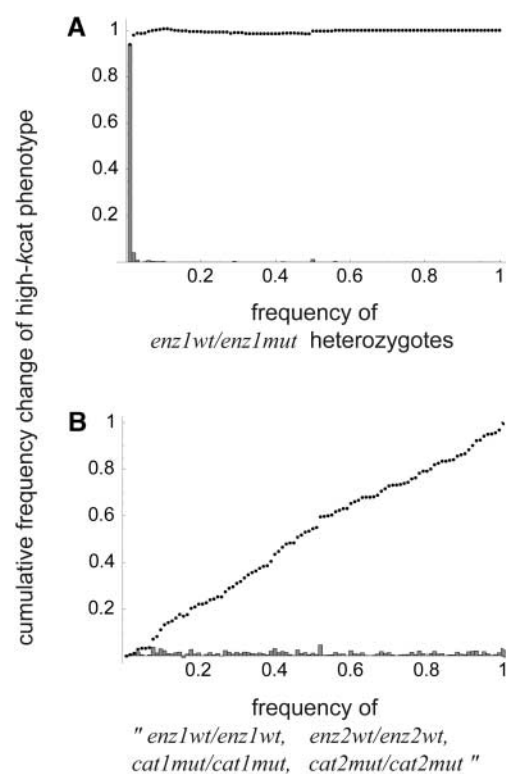 A
cumulative frequency change of high-kcat phenotype
1
0.8
0.6
0.4
0.2
0.2 0.4 0.6 0.8 1
frequency of
enz1wt/enz1mut heterozygotes
B
1
0.8
0.6
0.4
0.2
0.2 0.4 0.6 0.8 1
frequency of
" enz1wt/enz1wt, enz2wt/enz2wt,
cat1mut/cat1mut, cat2mut/cat2mut "